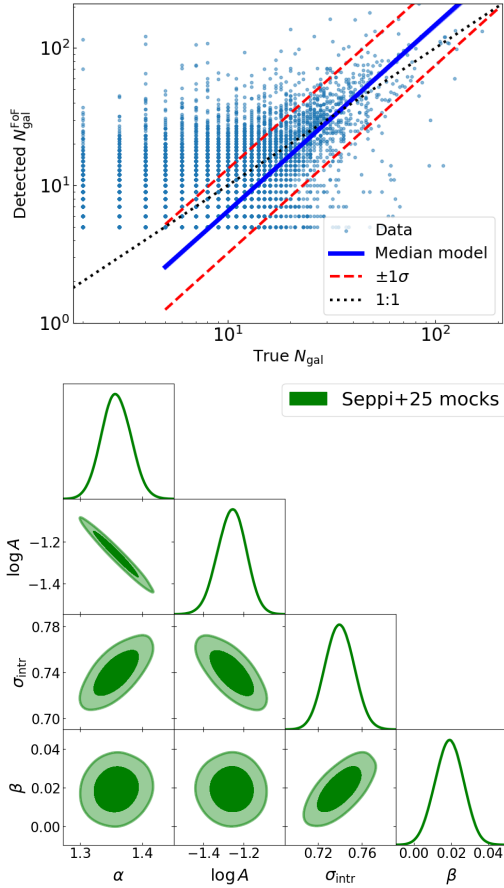 10²
10¹
10⁰
Detected N_gal^FoF
Data
Median model
±1σ
1:1
10¹
10²
True N_gal
Seppi+25 mocks
−1.2
−1.4
log A
0.78
0.74
0.70
σ_intr
0.04
0.02
0.00
β
1.3
1.4
−1.4
−1.2
0.72
0.76
0.00
0.02
0.04
α
log A
σ_intr
β